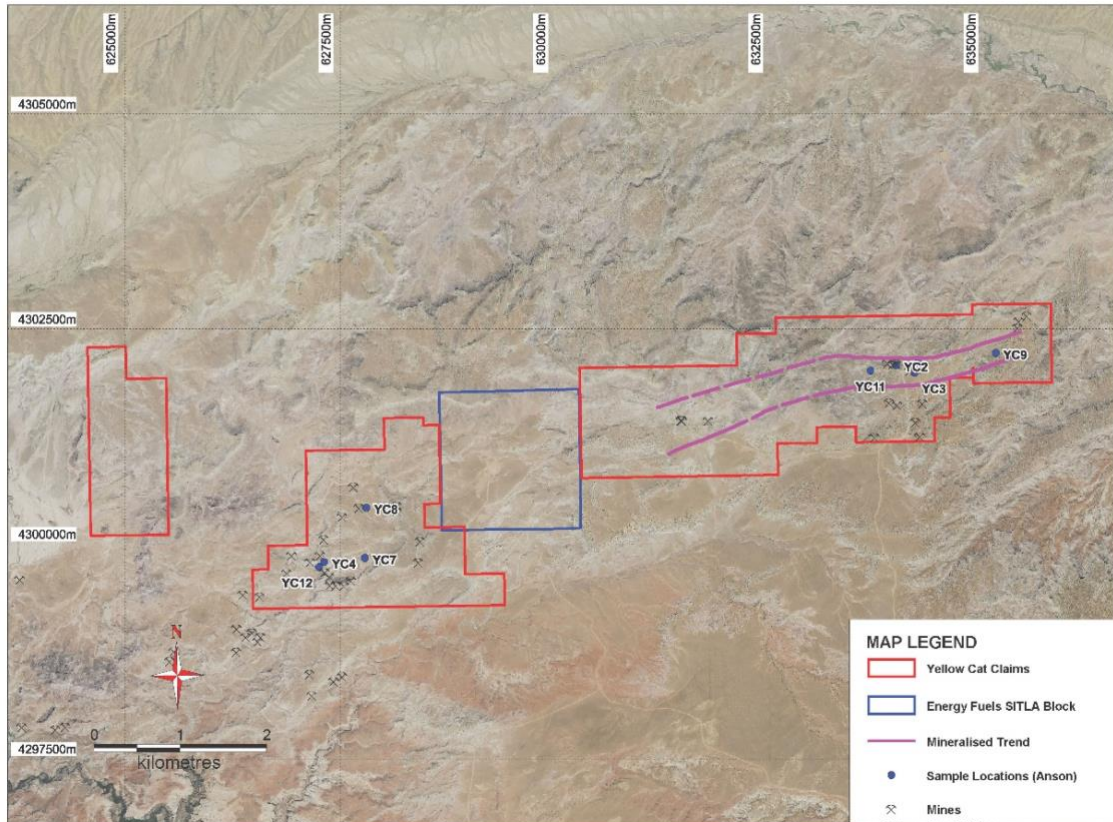 625000m
627500m
630000m
632500m
635000m
4305000m
4302500m
4300000m
4297500m
YC2
YC9
YC11
YC3
YC8
YC4
YC7
YC12
N
0 1 2
kilometres
MAP LEGEND
Yellow Cat Claims
Energy Fuels SITLA Block
Mineralised Trend
Sample Locations (Anson)
Mines